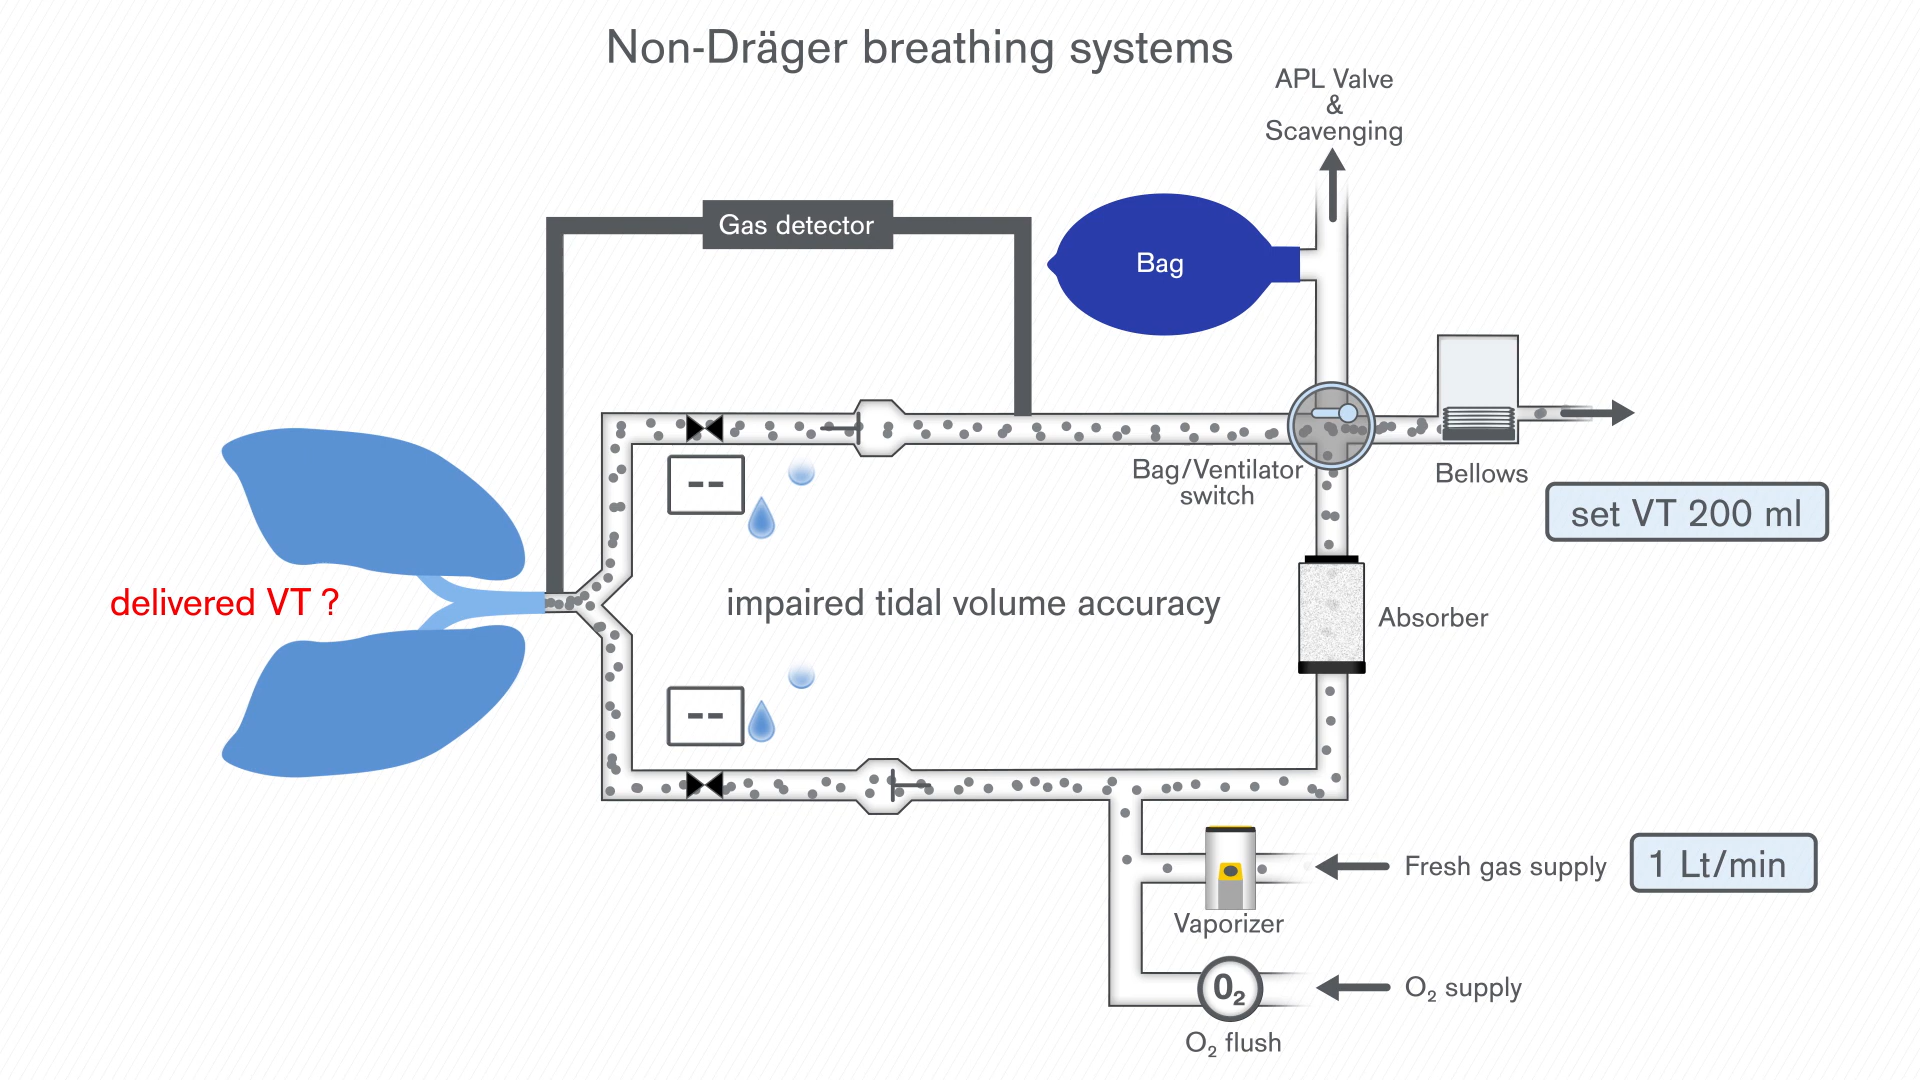 Non-Dräger breathing systems
APL Valve
&
Scavenging
Gas detector
Bag
Bag/Ventilator
switch
Bellows
--
set VT 200 ml
delivered VT ?
impaired tidal volume accuracy
Absorber
--
Fresh gas supply
1 Lt/min
Vaporizer
O₂
O₂ supply
O₂ flush